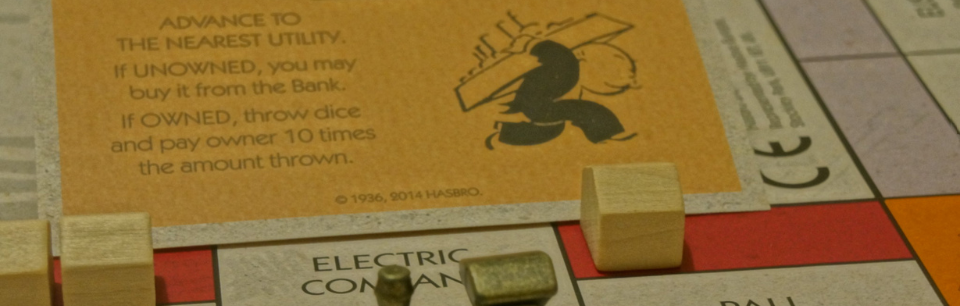 ADVANCE TO
THE NEAREST UTILITY.
If UNOWNED, you may
buy it from the Bank.
If OWNED, throw dice
and pay owner 10 times
the amount thrown.
© 1936, 2014 HASBRO.
CE
ELECTRIC